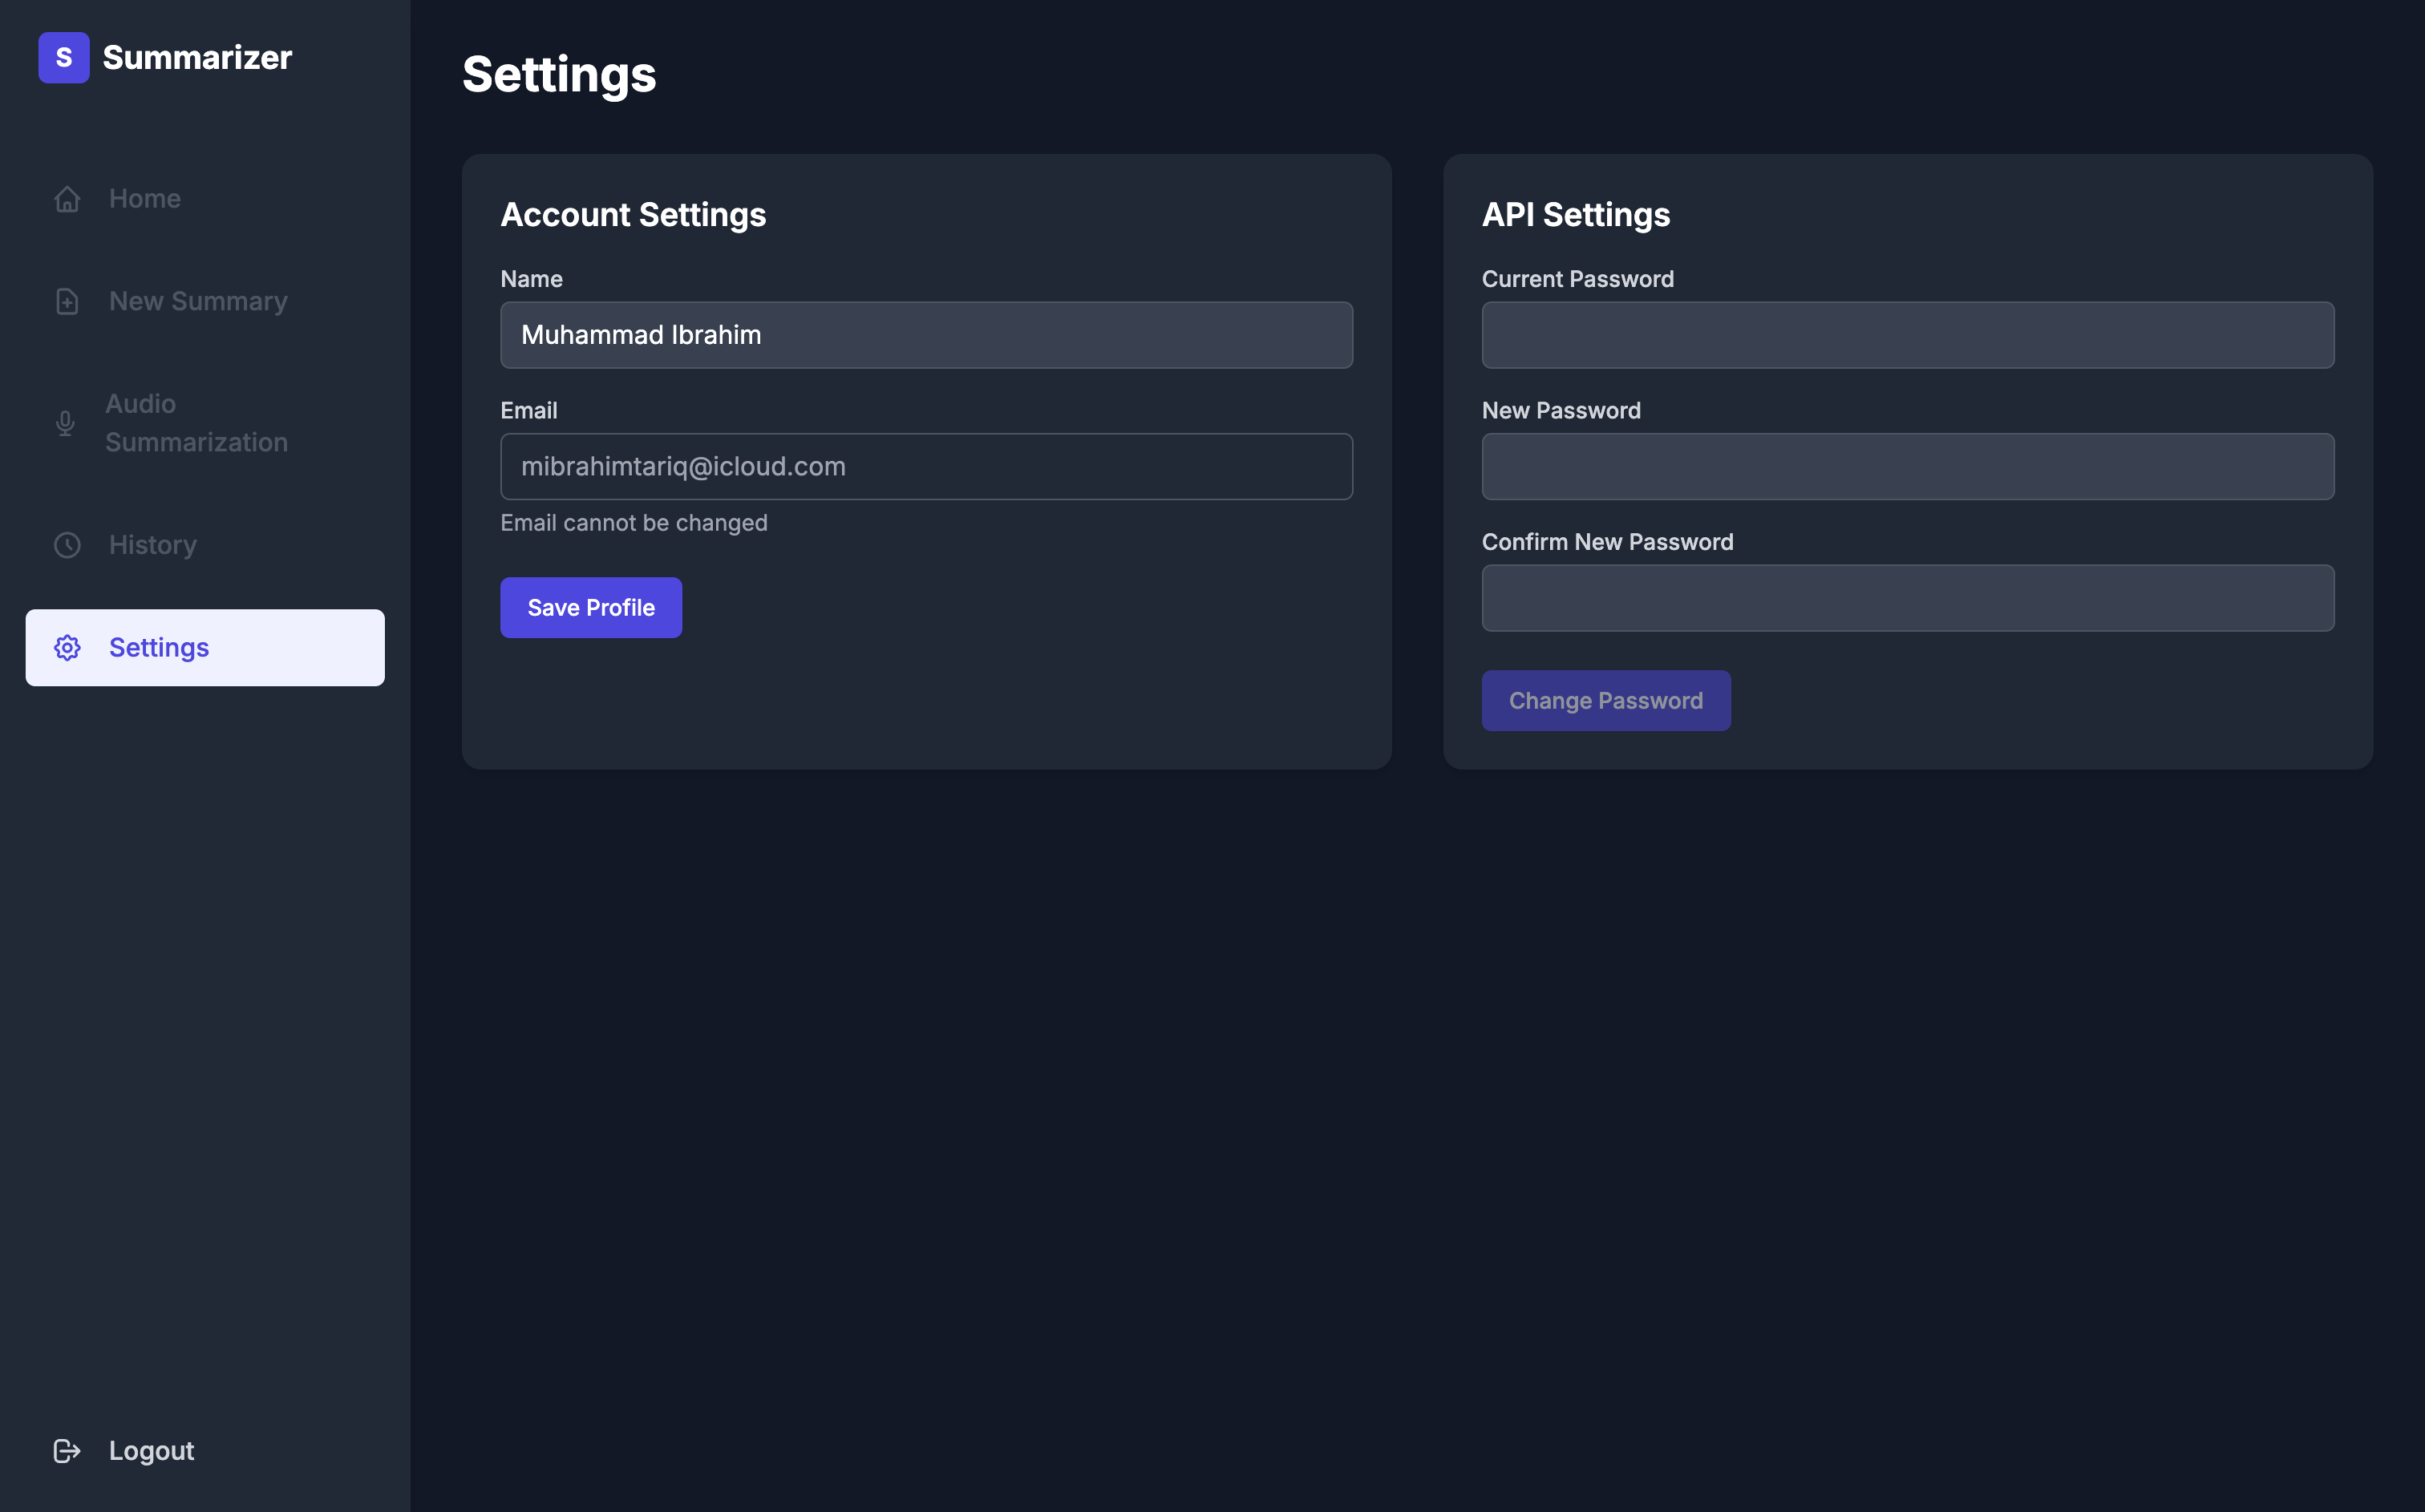 S Summarizer
Home
New Summary
Audio
Summarization
History
Settings
Logout
Settings
Account Settings
Name
Muhammad Ibrahim
Email
mibrahimtariq@icloud.com
Email cannot be changed
Save Profile
API Settings
Current Password
New Password
Confirm New Password
Change Password